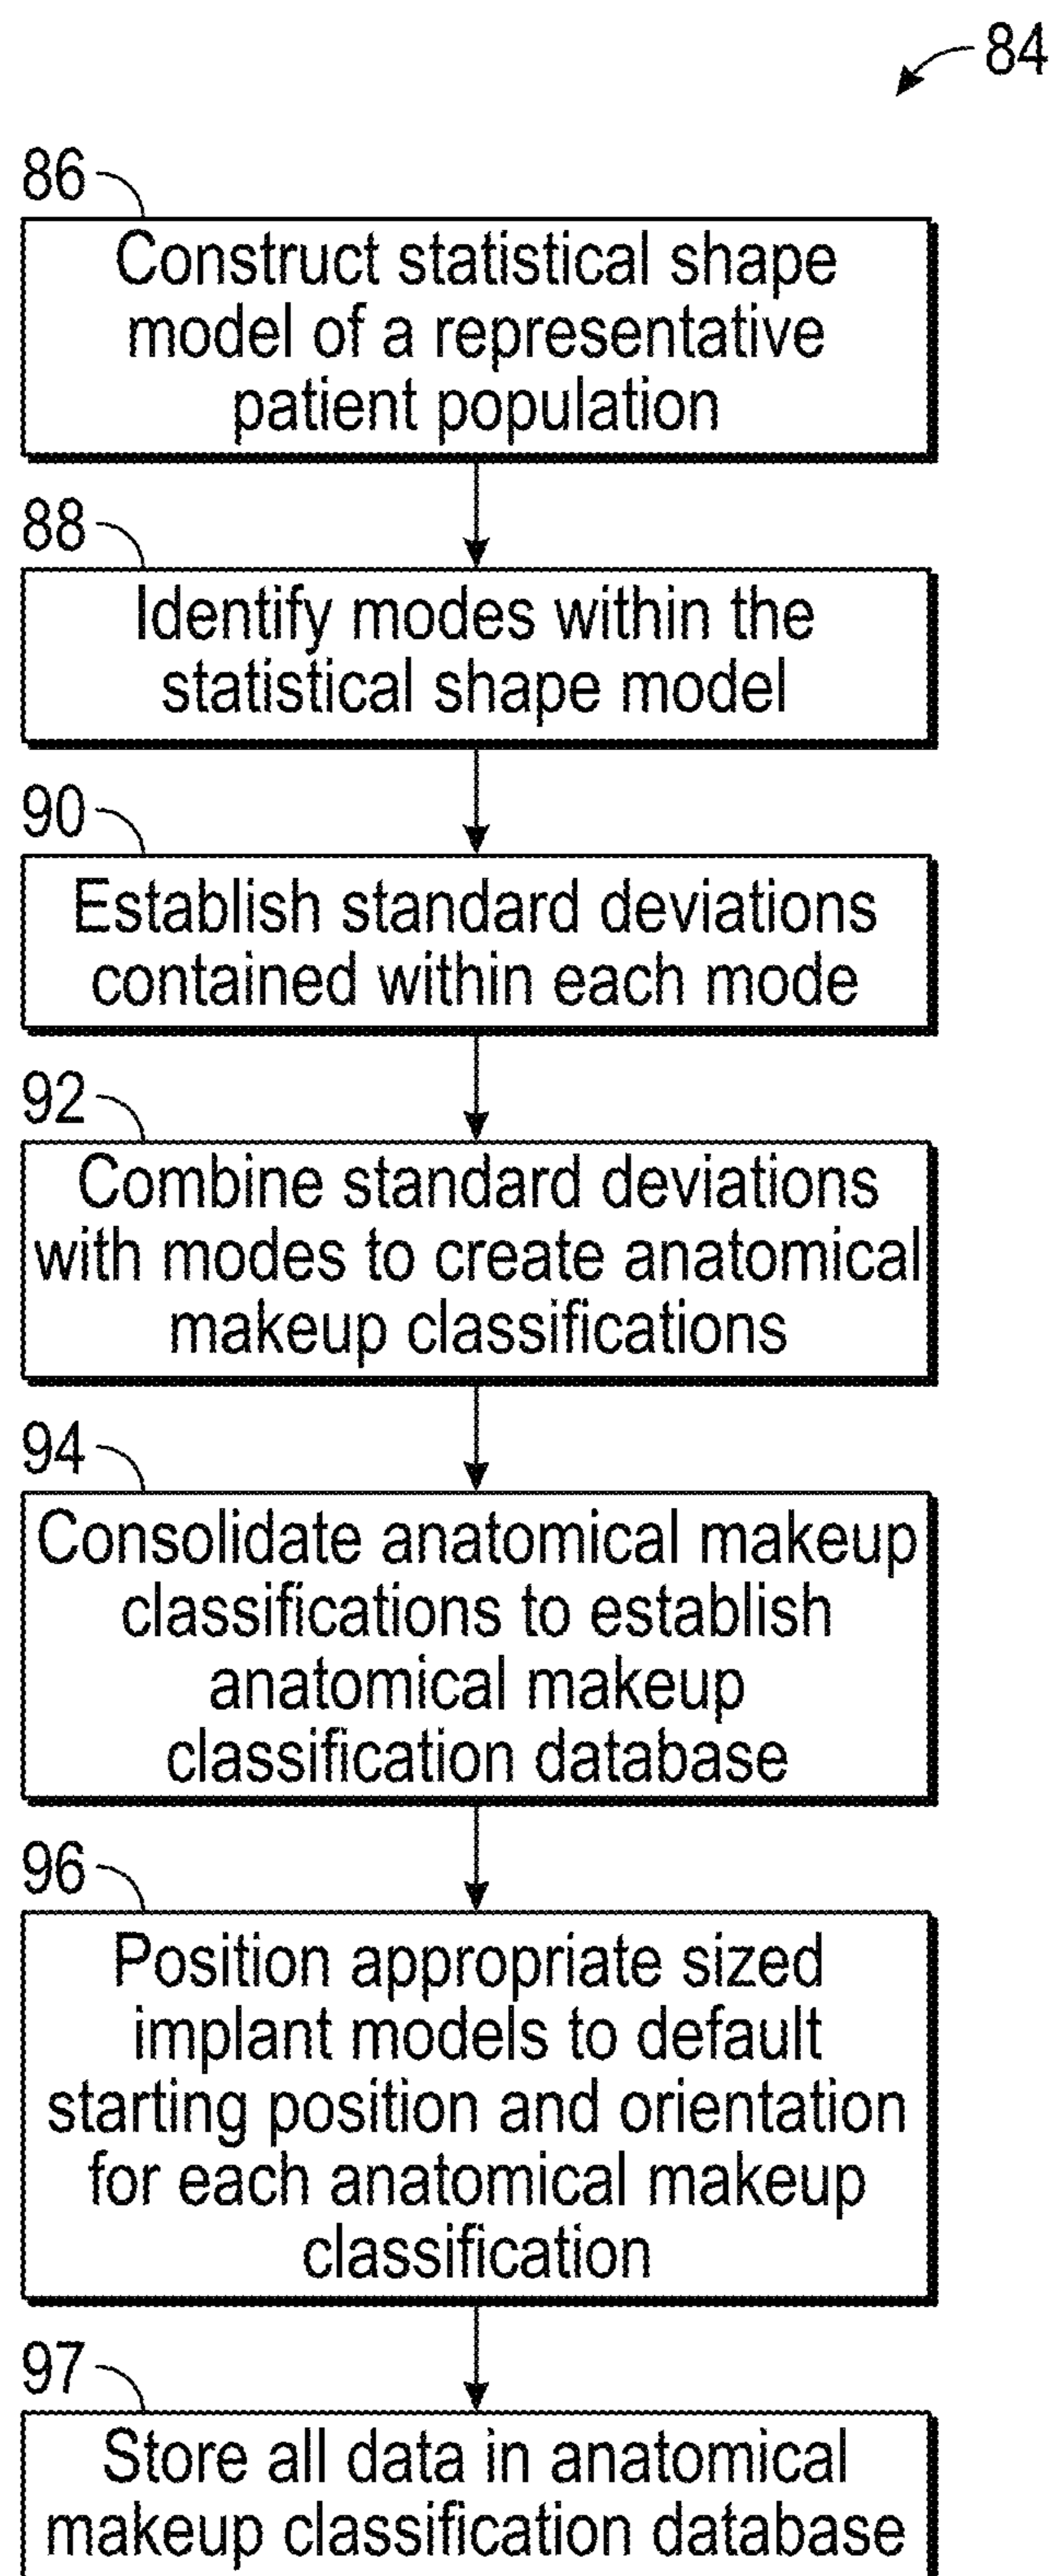 84
86
Construct statistical shape
model of a representative
patient population
88
Identify modes within the
statistical shape model
90
Establish standard deviations
contained within each mode
92
Combine standard deviations
with modes to create anatomical
makeup classifications
94
Consolidate anatomical makeup
classifications to establish
anatomical makeup
classification database
96
Position appropriate sized
implant models to default
starting position and orientation
for each anatomical makeup
classification
97
Store all data in anatomical
makeup classification database